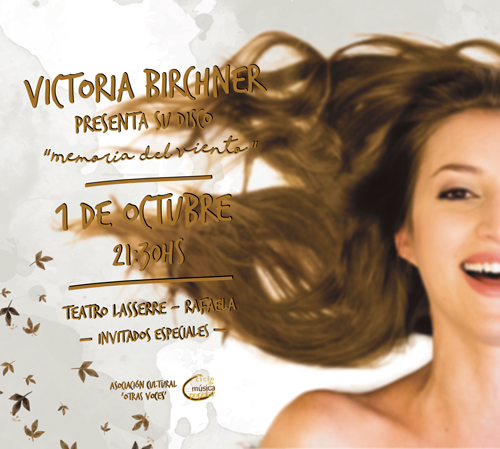 VICTORIA BIRCHNER
PRESENTA SU DISCO
"memoria del viento"
1 DE OCTUBRE
21:30HS
TEATRO LASSERRE – RAFAELA
– INVITADOS ESPECIALES –
ASOCIACIÓN CULTURAL
'OTRAS VOCES'
música